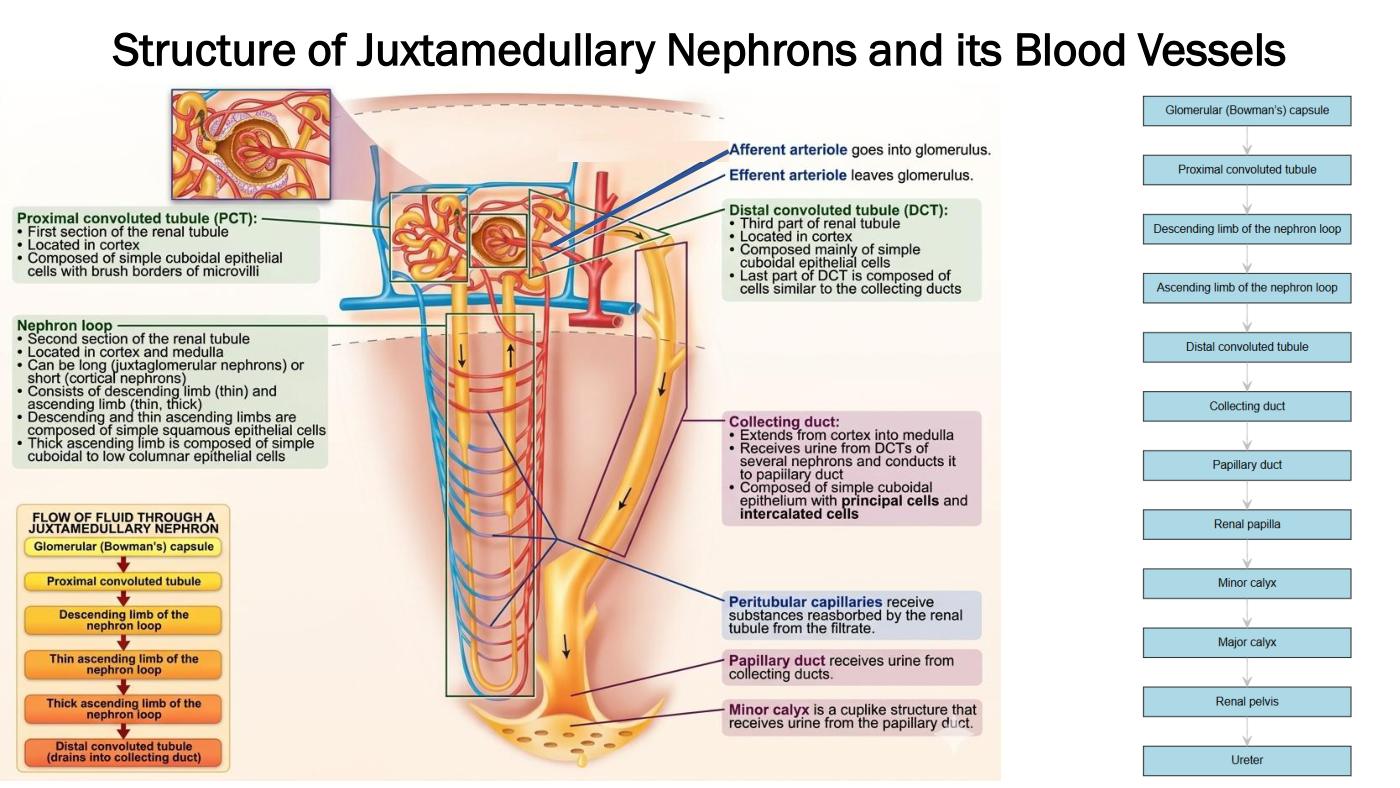 Structure of Juxtamedullary Nephrons and its Blood Vessels
Afferent arteriole goes into glomerulus.
Efferent arteriole leaves glomerulus.
Proximal convoluted tubule (PCT):
• First section of the renal tubule
• Located in cortex
• Composed of simple cuboidal epithelial
cells with brush borders of microvilli
Distal convoluted tubule (DCT):
• Third part of renal tubule
• Located in cortex
• Composed mainly of simple
cuboidal epithelial cells
• Last part of DCT is composed of
cells similar to the collecting ducts
Nephron loop
• Second section of the renal tubule
• Located in cortex and medulla
• Can be long (juxtaglomerular nephrons) or
short (cortical nephrons)
• Consists of descending limb (thin) and
ascending limb (thin, thick)
• Descending and thin ascending limbs are
composed of simple squamous epithelial cells
• Thick ascending limb is composed of simple
cuboidal to low columnar epithelial cells
Collecting duct:
• Extends from cortex into medulla
• Receives urine from DCTs of
several nephrons and conducts it
to papillary duct
• Composed of simple cuboidal
epithelium with principal cells and
intercalated cells
Peritubular capillaries receive
substances reasborbed by the renal
tubule from the filtrate.
Papillary duct receives urine from
collecting ducts.
Minor calyx is a cuplike structure that
receives urine from the papillary duct.
FLOW OF FLUID THROUGH A
JUXTAMEDULLARY NEPHRON
Glomerular (Bowman's) capsule
Proximal convoluted tubule
Descending limb of the
nephron loop
Thin ascending limb of the
nephron loop
Thick ascending limb of the
nephron loop
Distal convoluted tubule
(drains into collecting duct)
Glomerular (Bowman's) capsule
Proximal convoluted tubule
Descending limb of the nephron loop
Ascending limb of the nephron loop
Distal convoluted tubule
Collecting duct
Papillary duct
Renal papilla
Minor calyx
Major calyx
Renal pelvis
Ureter